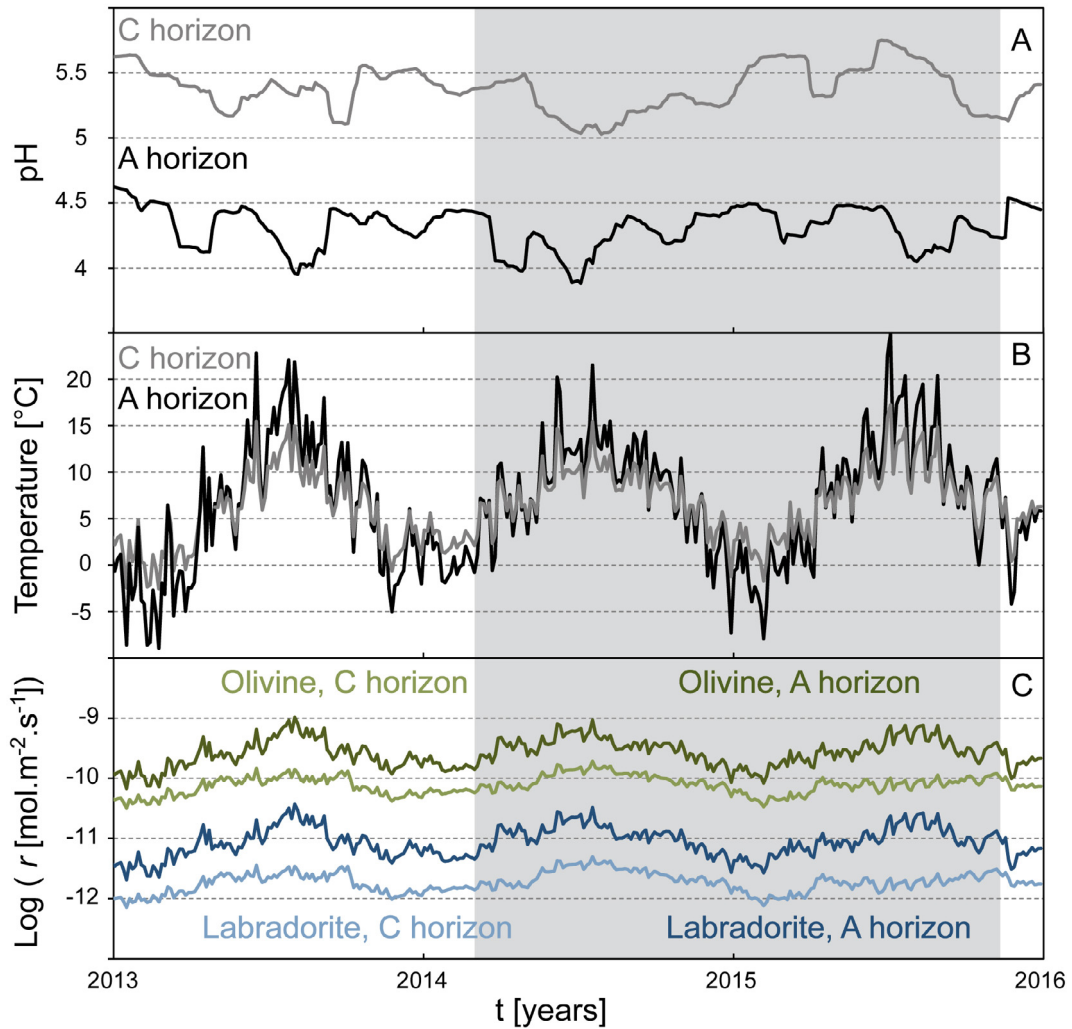 C horizon
A
5.5
pH
5
A horizon
4.5
4
C horizon
B
20
A horizon
15
Temperature [°C]
10
5
0
-5
Olivine, C horizon
Olivine, A horizon
C
-9
Log ( r [mol.m-2.s-1])
-10
-11
-12
Labradorite, C horizon
Labradorite, A horizon
2013
2014
2015
2016
t [years]